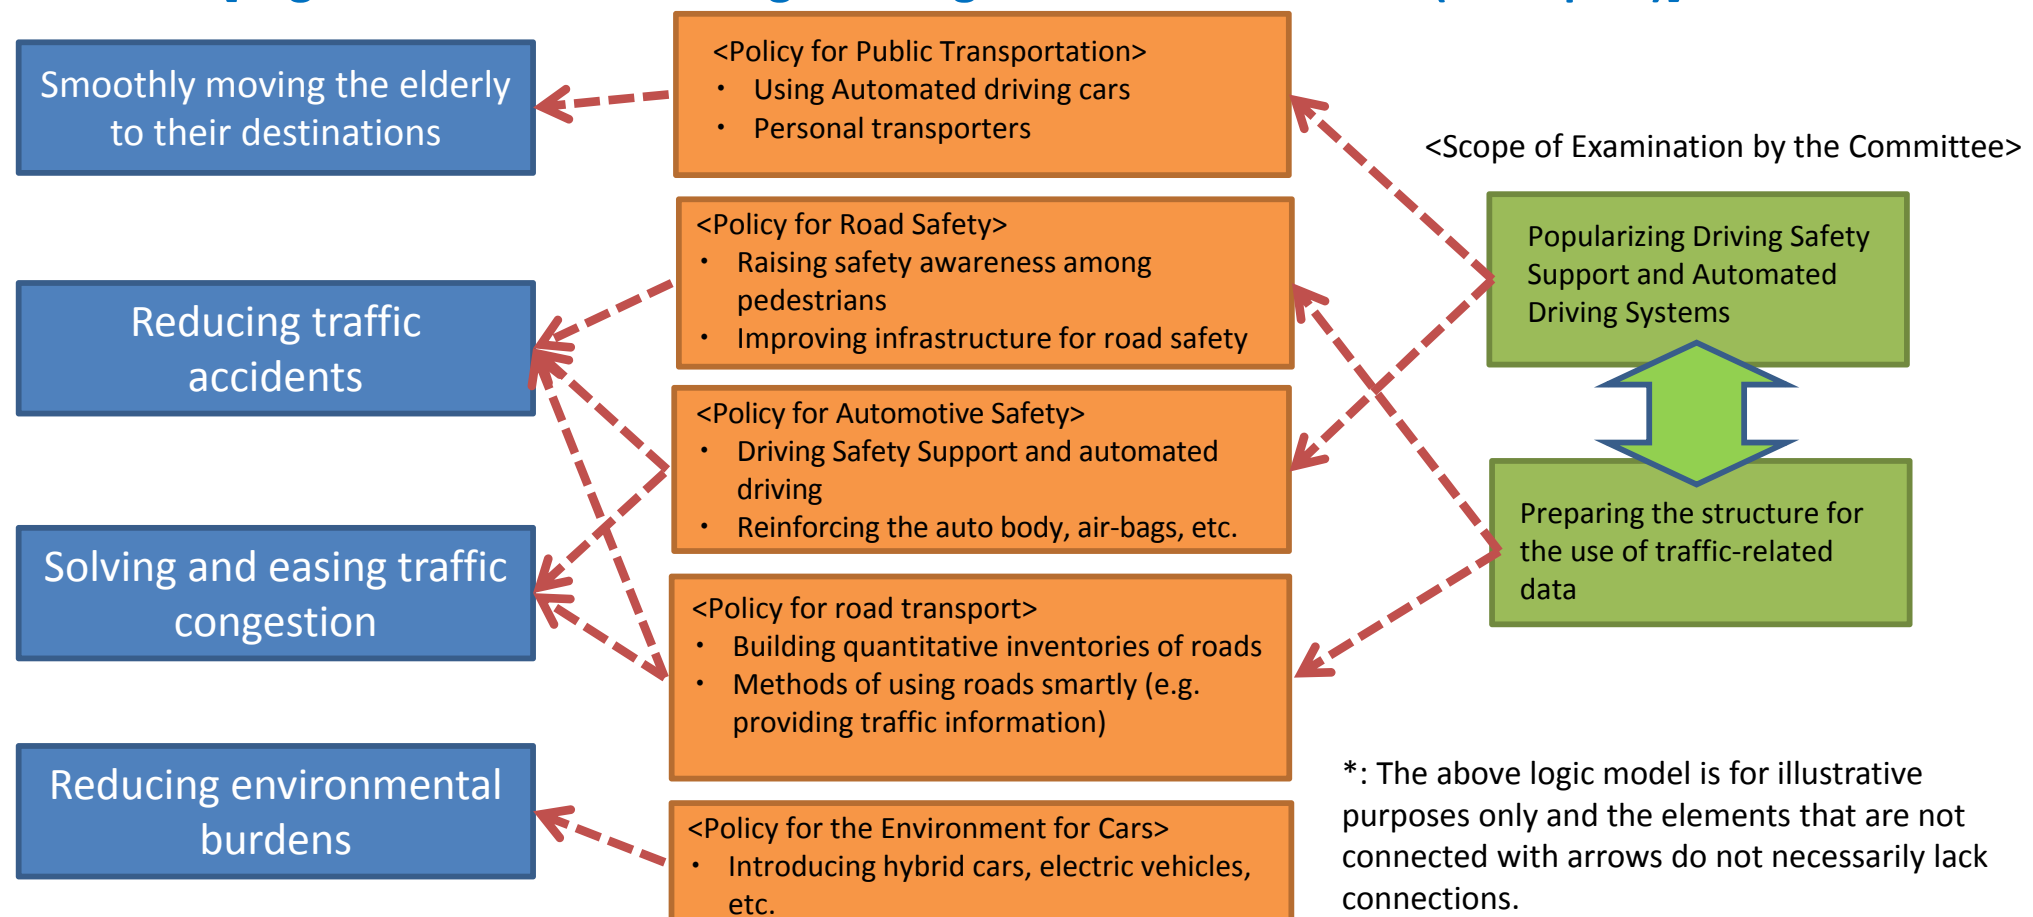 Smoothly moving the elderly
to their destinations
<Policy for Public Transportation>
・ Using Automated driving cars
・ Personal transporters
<Scope of Examination by the Committee>
Popularizing Driving Safety
Support and Automated
Driving Systems
<Policy for Road Safety>
・ Raising safety awareness among
pedestrians
・ Improving infrastructure for road safety
Reducing traffic
accidents
<Policy for Automotive Safety>
・ Driving Safety Support and automated
driving
・ Reinforcing the auto body, air-bags, etc.
Preparing the structure for
the use of traffic-related
data
Solving and easing traffic
congestion
<Policy for road transport>
・ Building quantitative inventories of roads
・ Methods of using roads smartly (e.g.
providing traffic information)
Reducing environmental
burdens
<Policy for the Environment for Cars>
・ Introducing hybrid cars, electric vehicles,
etc.
*: The above logic model is for illustrative
purposes only and the elements that are not
connected with arrows do not necessarily lack
connections.